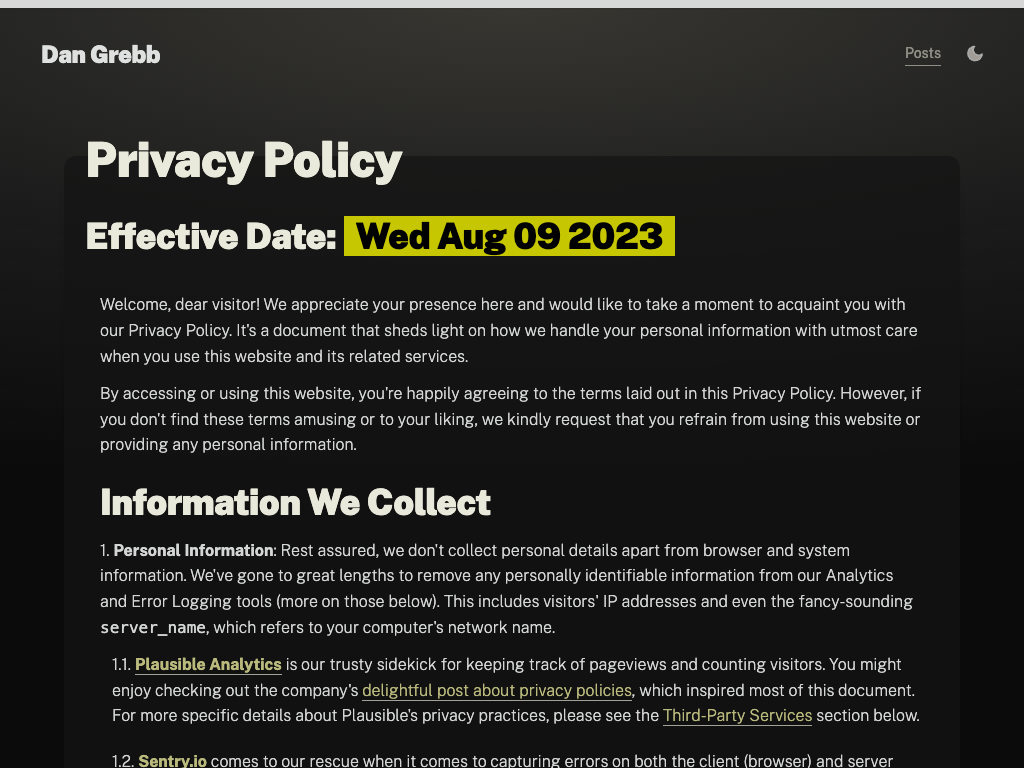 Dan Grebb
Posts
Privacy Policy
Effective Date: Wed Aug 09 2023
Welcome, dear visitor! We appreciate your presence here and would like to take a moment to acquaint you with
our Privacy Policy. It's a document that sheds light on how we handle your personal information with utmost care
when you use this website and its related services.
By accessing or using this website, you're happily agreeing to the terms laid out in this Privacy Policy. However, if
you don't find these terms amusing or to your liking, we kindly request that you refrain from using this website or
providing any personal information.
Information We Collect
1. Personal Information: Rest assured, we don't collect personal details apart from browser and system
information. We've gone to great lengths to remove any personally identifiable information from our Analytics
and Error Logging tools (more on those below). This includes visitors' IP addresses and even the fancy-sounding
server_name, which refers to your computer's network name.
1.1. Plausible Analytics is our trusty sidekick for keeping track of pageviews and counting visitors. You might
enjoy checking out the company's delightful post about privacy policies, which inspired most of this document.
For more specific details about Plausible's privacy practices, please see the Third-Party Services section below.
1.2. Sentry.io comes to our rescue when it comes to capturing errors on both the client (browser) and server